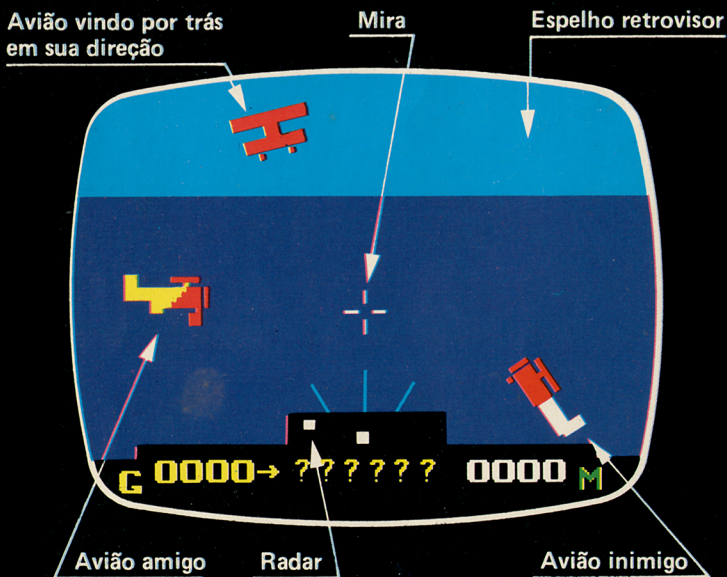 Avião vindo por trás
em sua direção
Mira
Espelho retrovisor
G 0000→ ?????? 0000 M
Avião amigo
Radar
Avião inimigo